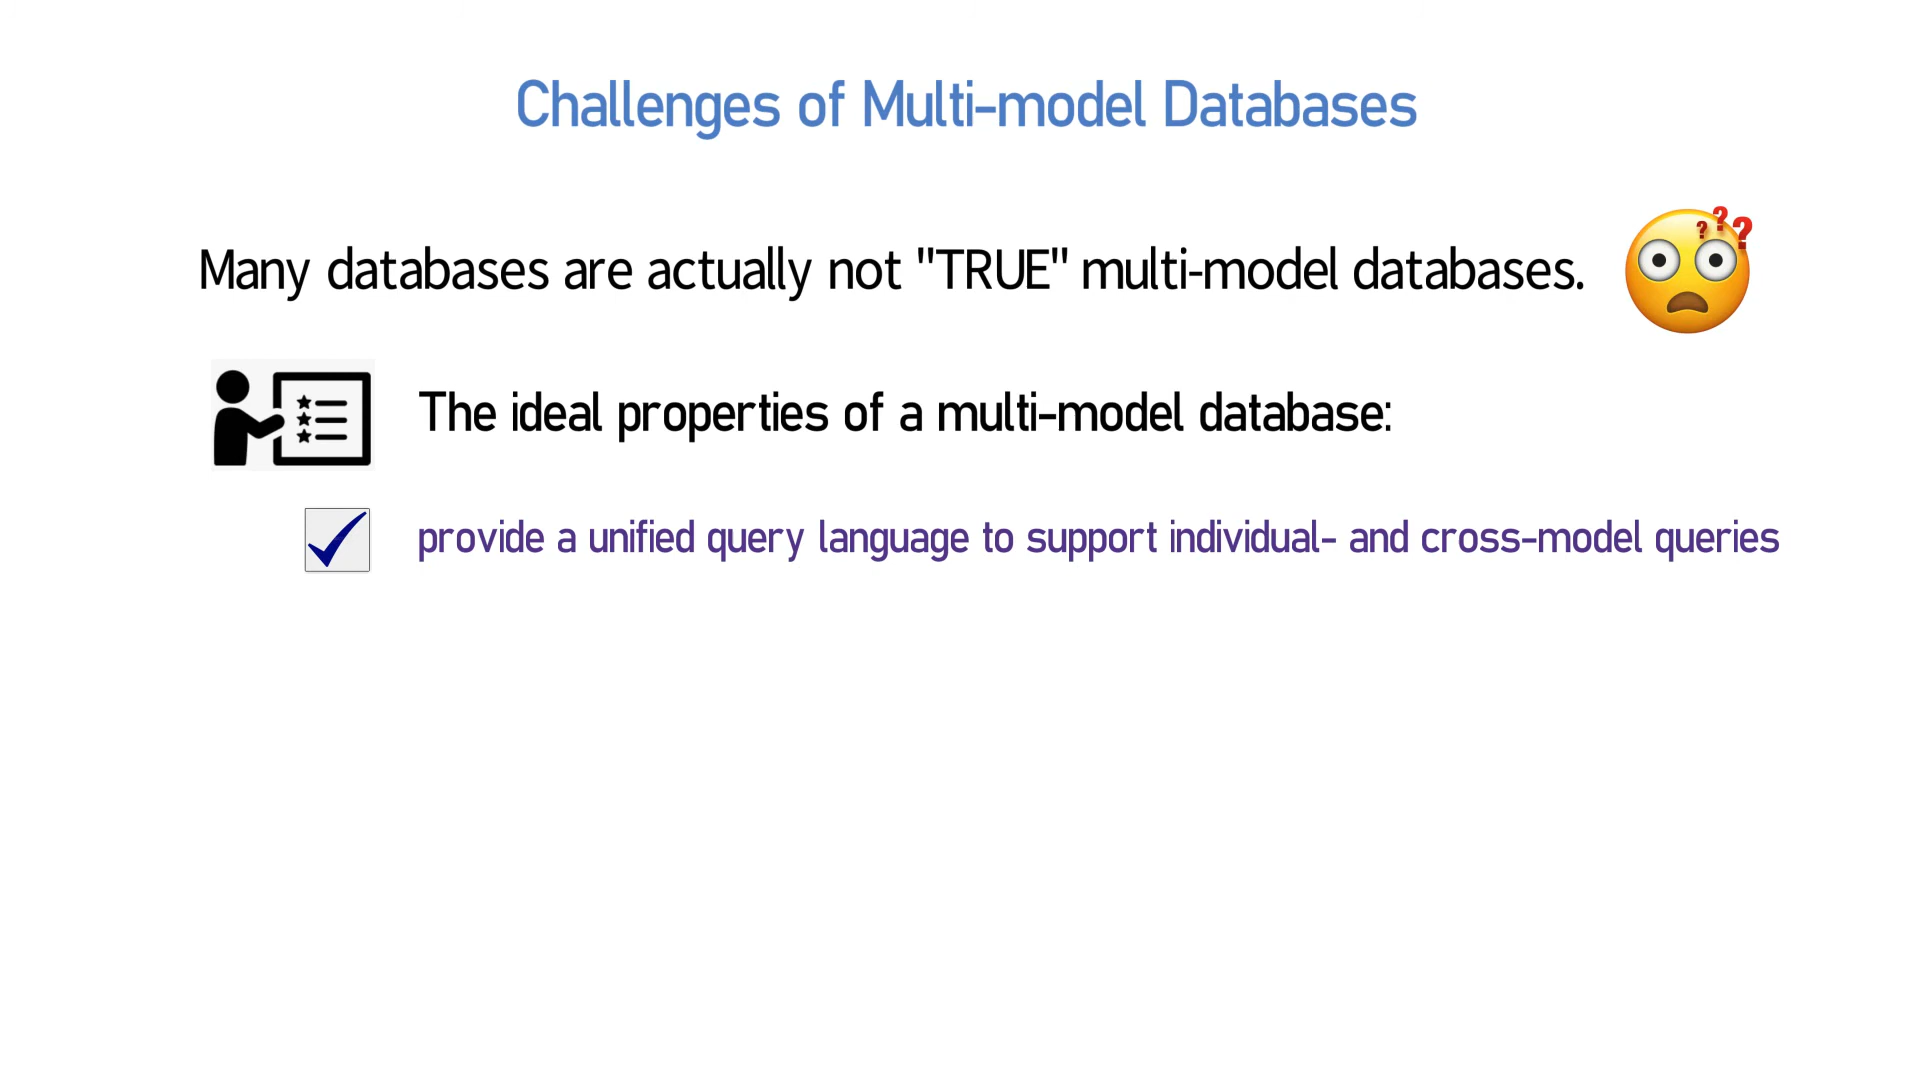 Challenges of Multi-model Databases
Many databases are actually not "TRUE" multi-model databases.
? ? ?
The ideal properties of a multi-model database:
provide a unified query language to support individual- and cross-model queries